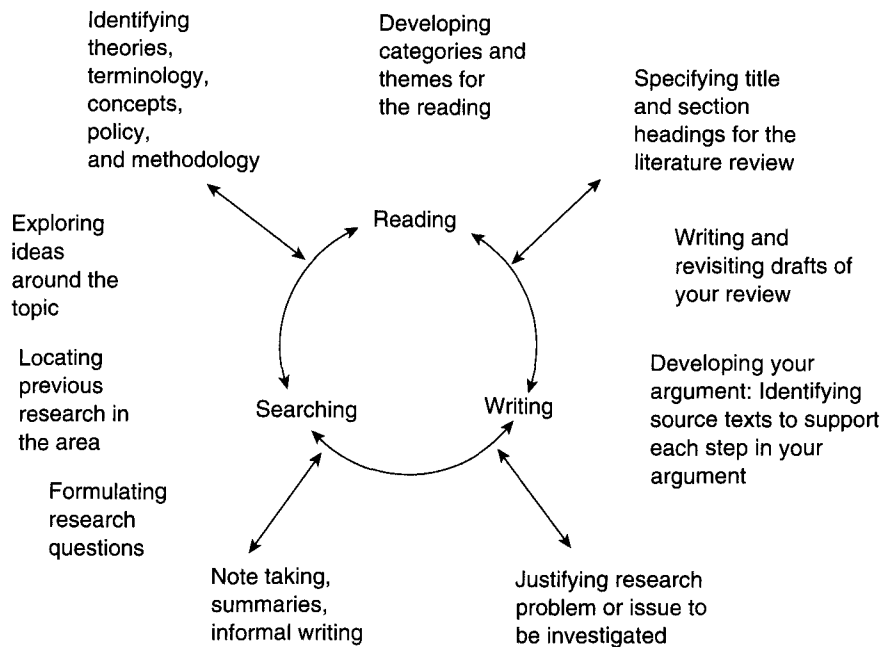 Identifying
theories,
terminology,
concepts,
policy,
and methodology
Developing
categories and
themes for
the reading
Specifying title
and section
headings for the
literature review
Exploring
ideas
around the
topic
Reading
Writing and
revisiting drafts of
your review
Locating
previous
research in
the area
Searching
Writing
Developing your
argument: Identifying
source texts to support
each step in your
argument
Formulating
research
questions
Note taking,
summaries,
informal writing
Justifying research
problem or issue to
be investigated